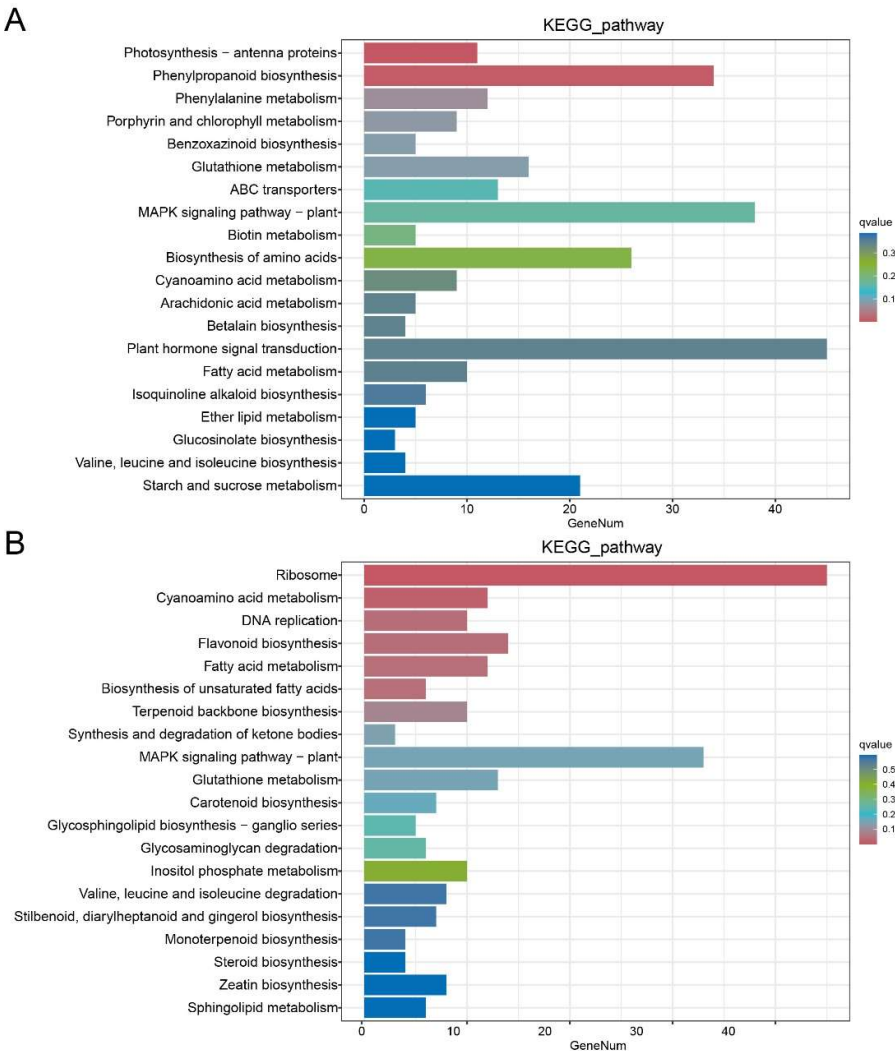 A
KEGG_pathway
Photosynthesis − antenna proteins
Phenylpropanoid biosynthesis
Phenylalanine metabolism
Porphyrin and chlorophyll metabolism
Benzoxazinoid biosynthesis
Glutathione metabolism
ABC transporters
MAPK signaling pathway − plant
Biotin metabolism
Biosynthesis of amino acids
Cyanoamino acid metabolism
Arachidonic acid metabolism
Betalain biosynthesis
Plant hormone signal transduction
Fatty acid metabolism
Isoquinoline alkaloid biosynthesis
Ether lipid metabolism
Glucosinolate biosynthesis
Valine, leucine and isoleucine biosynthesis
Starch and sucrose metabolism
0 10 20 30 40
GeneNum
qvalue
0.3
0.2
0.1
B
KEGG_pathway
Ribosome
Cyanoamino acid metabolism
DNA replication
Flavonoid biosynthesis
Fatty acid metabolism
Biosynthesis of unsaturated fatty acids
Terpenoid backbone biosynthesis
Synthesis and degradation of ketone bodies
MAPK signaling pathway − plant
Glutathione metabolism
Carotenoid biosynthesis
Glycosphingolipid biosynthesis − ganglio series
Glycosaminoglycan degradation
Inositol phosphate metabolism
Valine, leucine and isoleucine degradation
Stilbenoid, diarylheptanoid and gingerol biosynthesis
Monoterpenoid biosynthesis
Steroid biosynthesis
Zeatin biosynthesis
Sphingolipid metabolism
0 10 20 30 40
GeneNum
qvalue
0.5
0.4
0.3
0.2
0.1